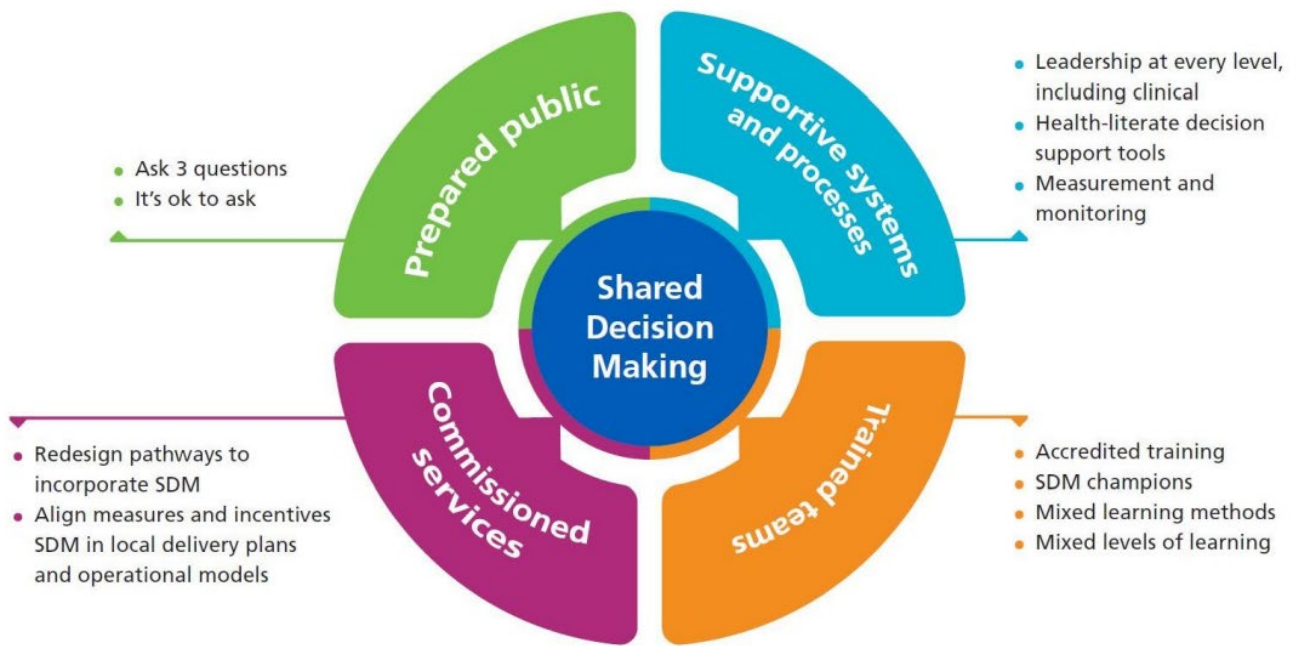 Prepared public
Supportive systems
and processes
• Leadership at every level,
including clinical
• Health-literate decision
support tools
• Measurement and
monitoring
• Ask 3 questions
• It's ok to ask
Shared
Decision
Making
Commissioned
services
• Redesign pathways to
incorporate SDM
• Align measures and incentives
SDM in local delivery plans
and operational models
Trained teams
• Accredited training
• SDM champions
• Mixed learning methods
• Mixed levels of learning